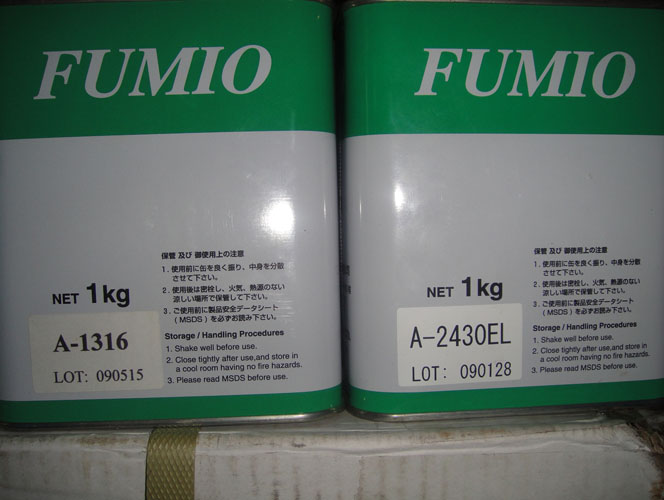 FUMIO
NET 1kg
保管 及び 御使用上の注意
1. 使用前に缶を良く振り、中身を分散
させて下さい。
2. 使用後は密栓し、火気、熱源のない
涼しい場所で保管して下さい。
3. ご使用前に製品安全データシート
(MSDS) を必ずお読み下さい。
Storage / Handling Procedures
1. Shake well before use.
2. Close tightly after use,and store in
a cool room having no fire hazards.
3. Please read MSDS before use.
A-1316
LOT: 090515
FUMIO
NET 1kg
保管 及び 御使用上の注意
1. 使用前に缶を良く振り、中身を分散
させて下さい。
2. 使用後は密栓し、火気、熱源のない
涼しい場所で保管して下さい。
3. ご使用前に製品安全データシート
(MSDS) を必ずお読み下さい。
Storage / Handling Procedures
1. Shake well before use.
2. Close tightly after use,and store in
a cool room having no fire hazards.
3. Please read MSDS before use.
A-2430EL
LOT: 090128